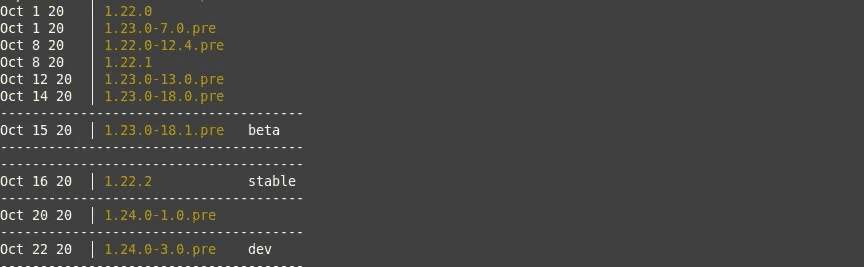 Oct 1 20 │ 1.22.0
Oct 1 20 │ 1.23.0-7.0.pre
Oct 8 20 │ 1.22.0-12.4.pre
Oct 8 20 │ 1.22.1
Oct 12 20 │ 1.23.0-13.0.pre
Oct 14 20 │ 1.23.0-18.0.pre
--------------------------------------
Oct 15 20 │ 1.23.0-18.1.pre beta
--------------------------------------
--------------------------------------
Oct 16 20 │ 1.22.2 stable
--------------------------------------
Oct 20 20 │ 1.24.0-1.0.pre
--------------------------------------
Oct 22 20 │ 1.24.0-3.0.pre dev
--------------------------------------